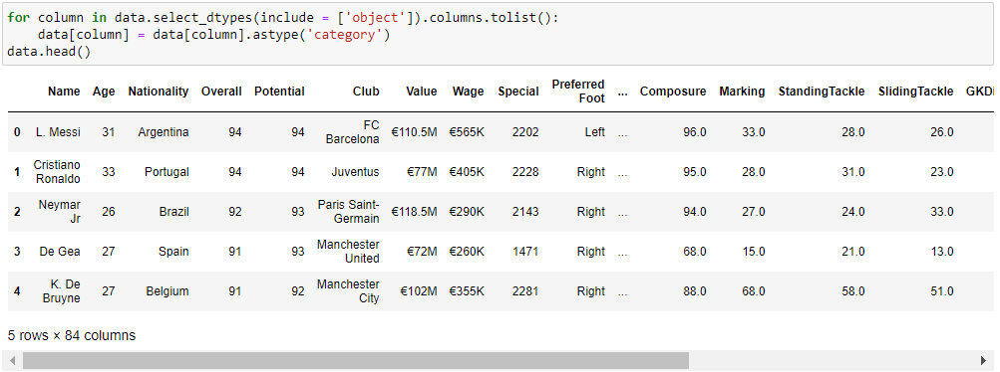 for column in data.select_dtypes(include = ['object']).columns.tolist():
    data[column] = data[column].astype('category')
data.head()
Name Age Nationality Overall Potential Club Value Wage Special Preferred Foot ... Composure Marking StandingTackle SlidingTackle GKDi
0 L. Messi 31 Argentina 94 94 FC Barcelona €110.5M €565K 2202 Left ... 96.0 33.0 28.0 26.0
1 Cristiano Ronaldo 33 Portugal 94 94 Juventus €77M €405K 2228 Right ... 95.0 28.0 31.0 23.0
2 Neymar Jr 26 Brazil 92 93 Paris Saint-Germain €118.5M €290K 2143 Right ... 94.0 27.0 24.0 33.0
3 De Gea 27 Spain 91 93 Manchester United €72M €260K 1471 Right ... 68.0 15.0 21.0 13.0
4 K. De Bruyne 27 Belgium 91 92 Manchester City €102M €355K 2281 Right ... 88.0 68.0 58.0 51.0
5 rows × 84 columns